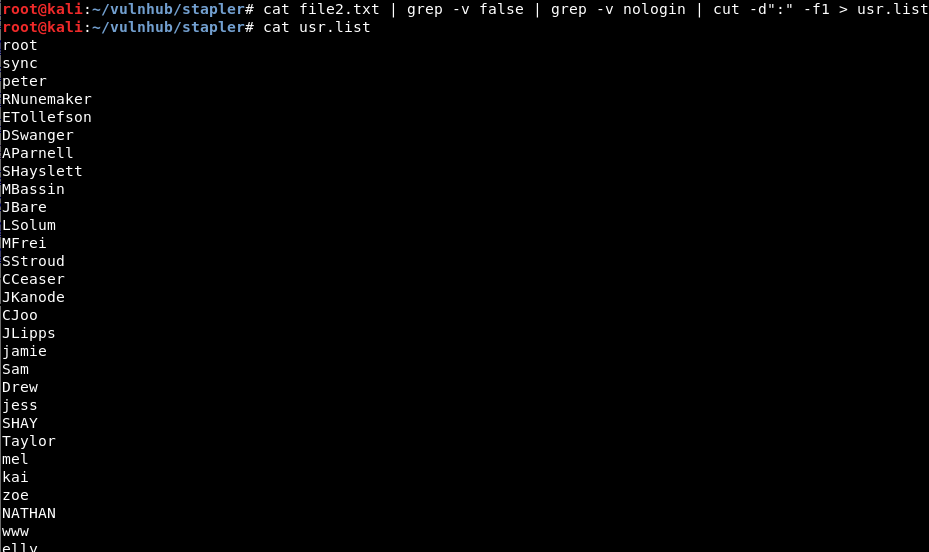 root@kali:~/vulnhub/stapler# cat file2.txt | grep -v false | grep -v nologin | cut -d":" -f1 > usr.list
root@kali:~/vulnhub/stapler# cat usr.list
root
sync
peter
RNunemaker
ETollefson
DSwanger
AParnell
SHayslett
MBassin
JBare
LSolum
MFrei
SStroud
CCeaser
JKanode
CJoo
JLipps
jamie
Sam
Drew
jess
SHAY
Taylor
mel
kai
zoe
NATHAN
www
elly